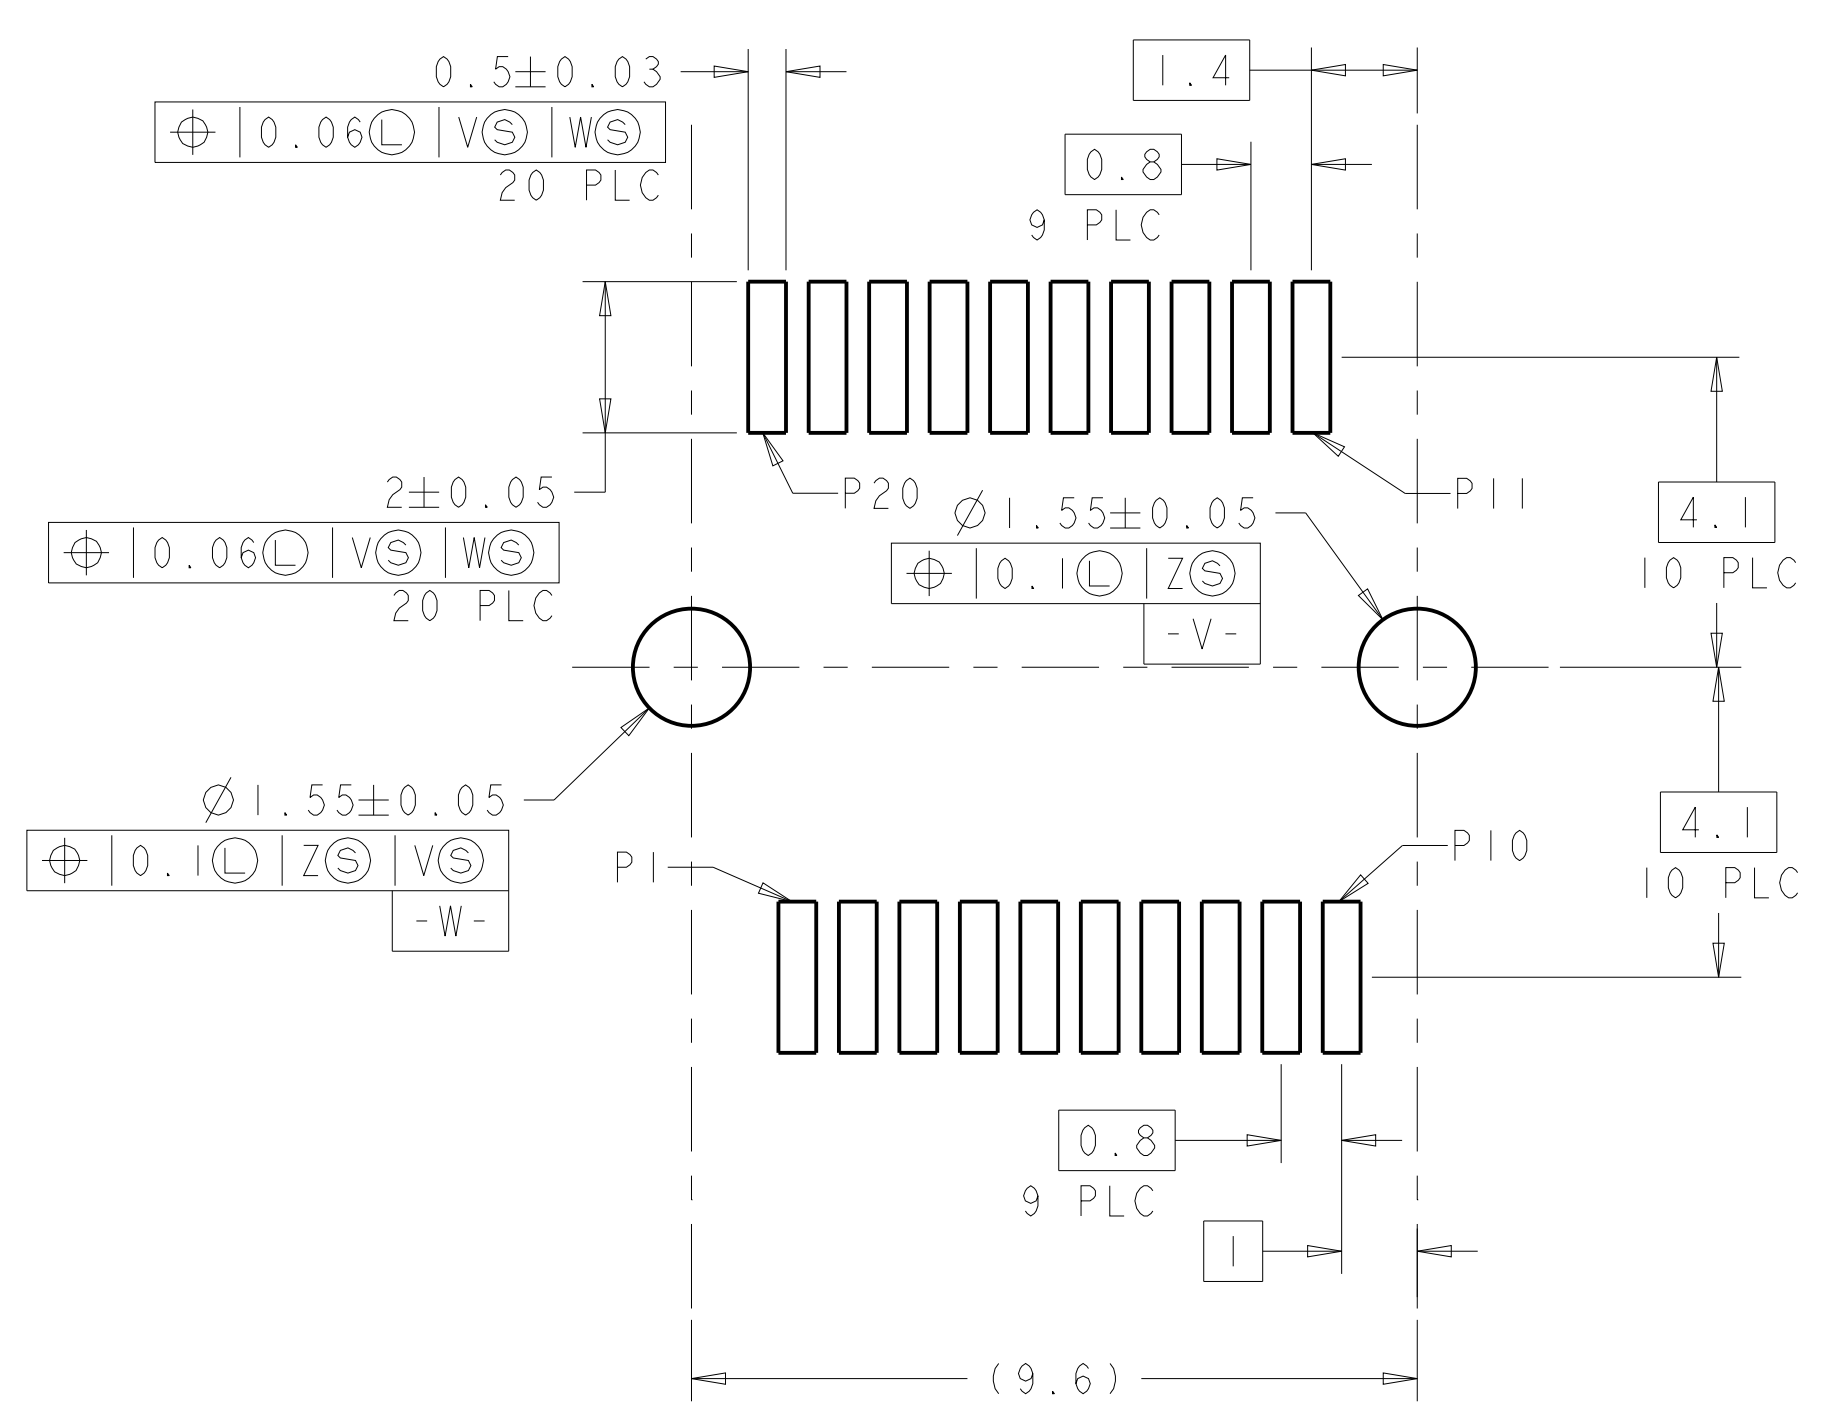 0.5±0.03
⌖ 0.06Ⓛ VⓈ WⓈ
20 PLC
1.4
0.8
9 PLC
2±0.05
⌖ 0.06Ⓛ VⓈ WⓈ
20 PLC
P20
P11
Ø1.55±0.05
⌖ 0.1Ⓛ ZⓈ
-V-
4.1
10 PLC
Ø1.55±0.05
⌖ 0.1Ⓛ ZⓈ VⓈ
-W-
P1
P10
4.1
10 PLC
0.8
9 PLC
1
(9.6)